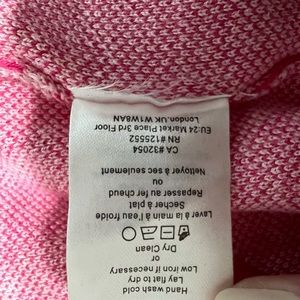 Hand wash cold
Lay flat to dry
Low iron if necessary
or
Dry Clean
Laver à la main à l'eau froide
Sécher à plat
Repasser au fer chaud
ou
Nettoyer à sec seulement
CA#32054
RN#125552
EU:24 Market Place 3rd Floor
London.UK W1W8AN